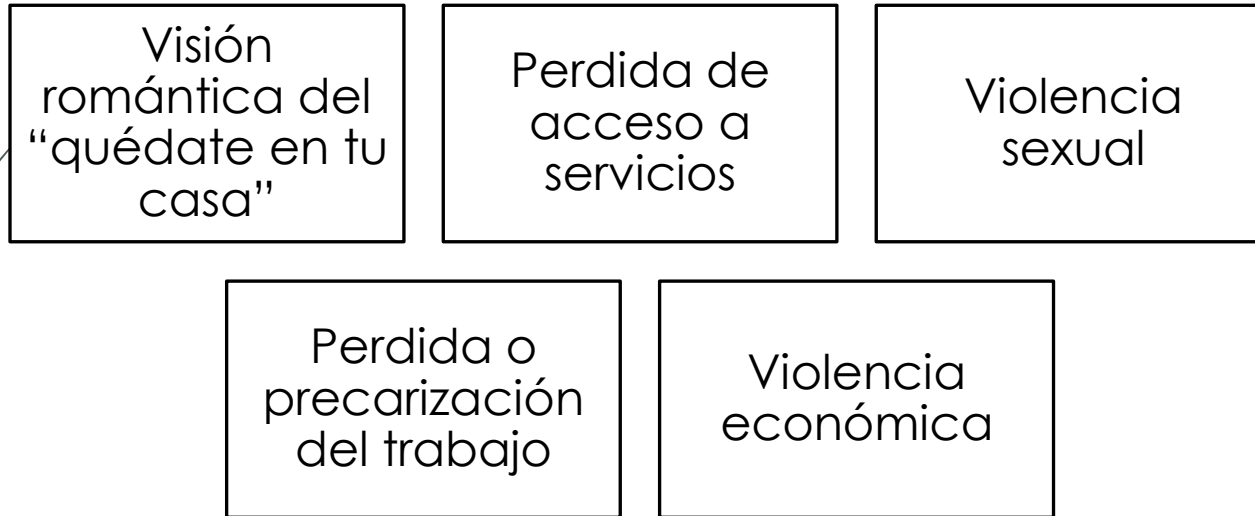 Visión
romántica del
“quédate en tu
casa”
Perdida de
acceso a
servicios
Violencia
sexual
Perdida o
precarización
del trabajo
Violencia
económica